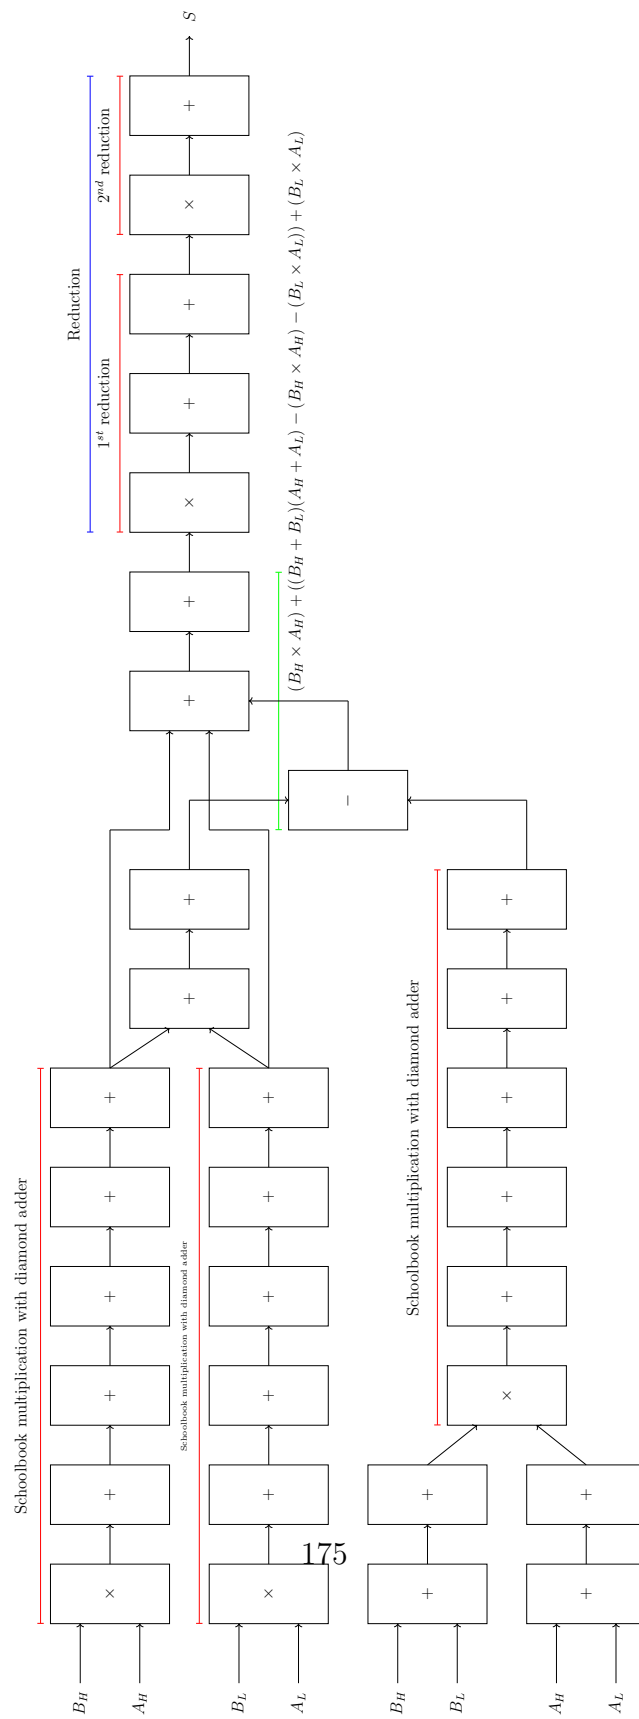 B_H
A_H
B_L
A_L
B_H
B_L
A_H
A_L
× + + + + +
Schoolbook multiplication with diamond adder
× + + + + +
Schoolbook multiplication with diamond adder
+ +
+ +
× + + + + +
Schoolbook multiplication with diamond adder
+ +
−
+ +
(B_H × A_H) + ((B_H + B_L)(A_H + A_L) − (B_H × A_H) − (B_L × A_L)) + (B_L × A_L)
× + +
1^{st} reduction
× +
2^{nd} reduction
Reduction
S
175